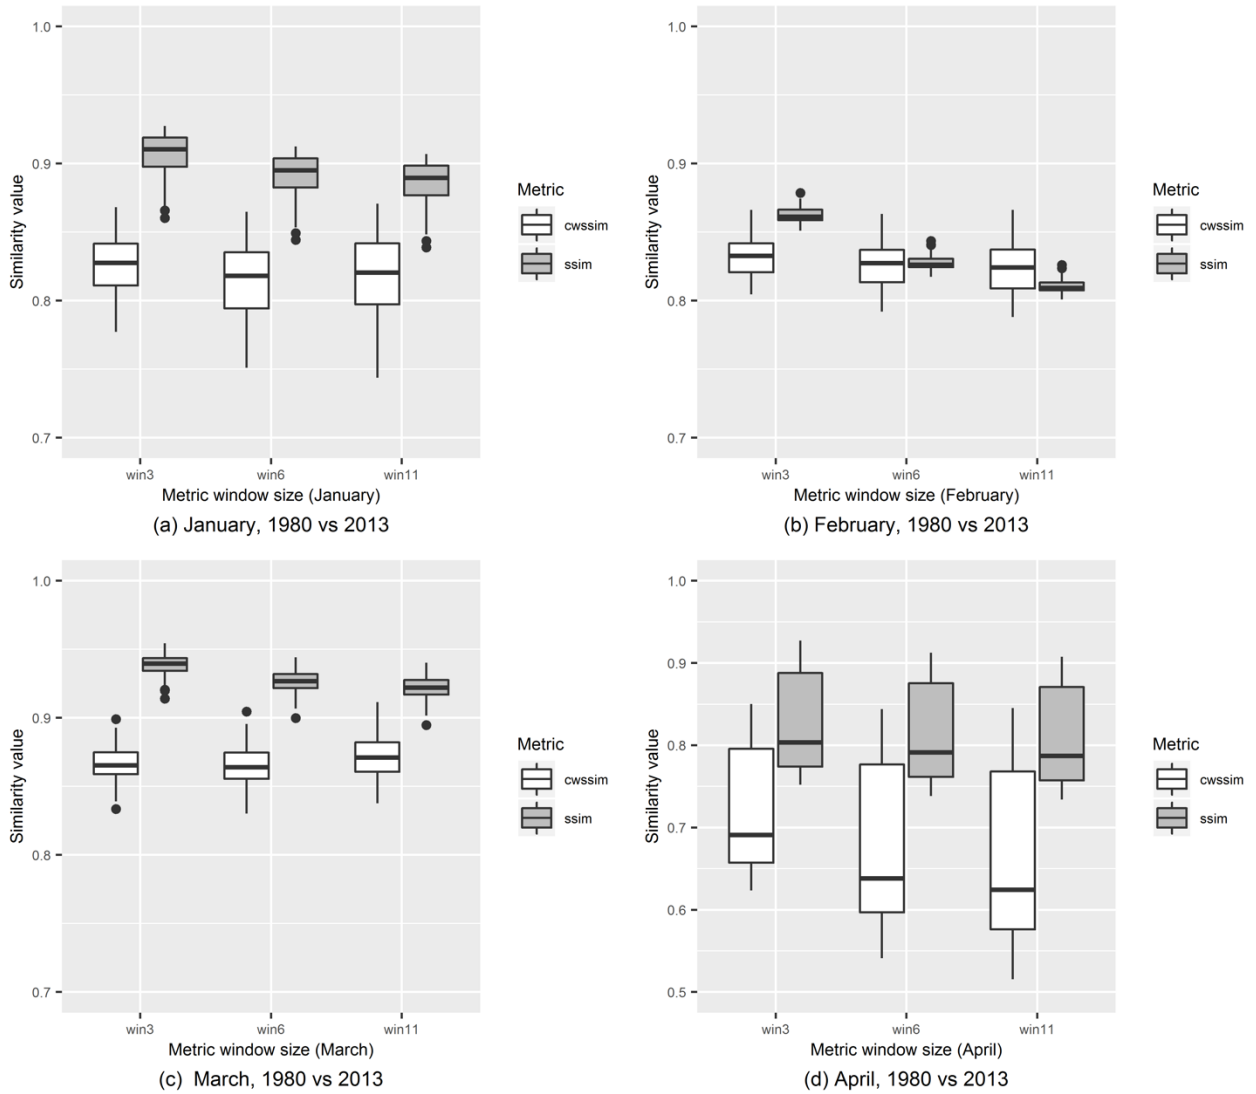 1.0
0.9
0.8
0.7
Similarity value
win3 win6 win11
Metric window size (January)
Metric
cwssim
ssim
(a) January, 1980 vs 2013
1.0
0.9
0.8
0.7
Similarity value
win3 win6 win11
Metric window size (February)
Metric
cwssim
ssim
(b) February, 1980 vs 2013
1.0
0.9
0.8
0.7
Similarity value
win3 win6 win11
Metric window size (March)
Metric
cwssim
ssim
(c) March, 1980 vs 2013
1.0
0.9
0.8
0.7
0.6
0.5
Similarity value
win3 win6 win11
Metric window size (April)
Metric
cwssim
ssim
(d) April, 1980 vs 2013